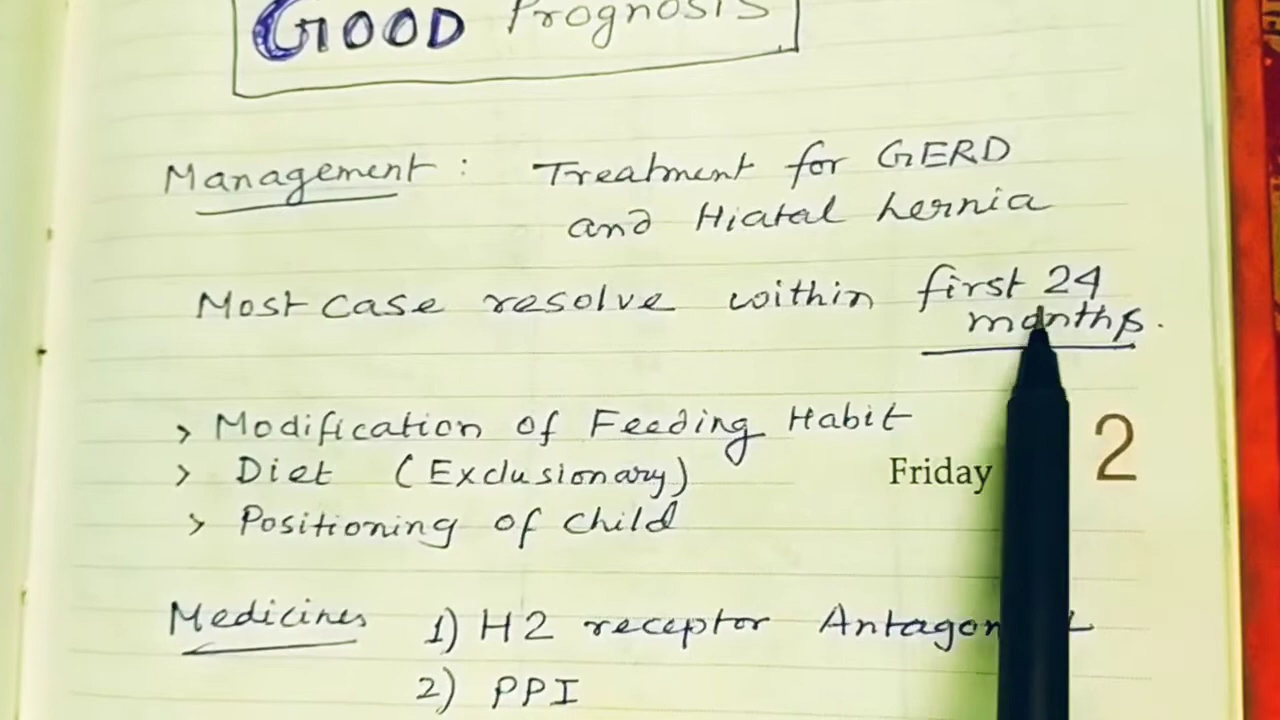 GOOD Prognosis
Management : Treatment for GERD
and Hiatal hernia
Most case resolve within first 24
months.
> Modification of Feeding Habit
> Diet (Exclusionary)
Friday 2
> Positioning of child
Medicines 1) H2 receptor
2) PPI